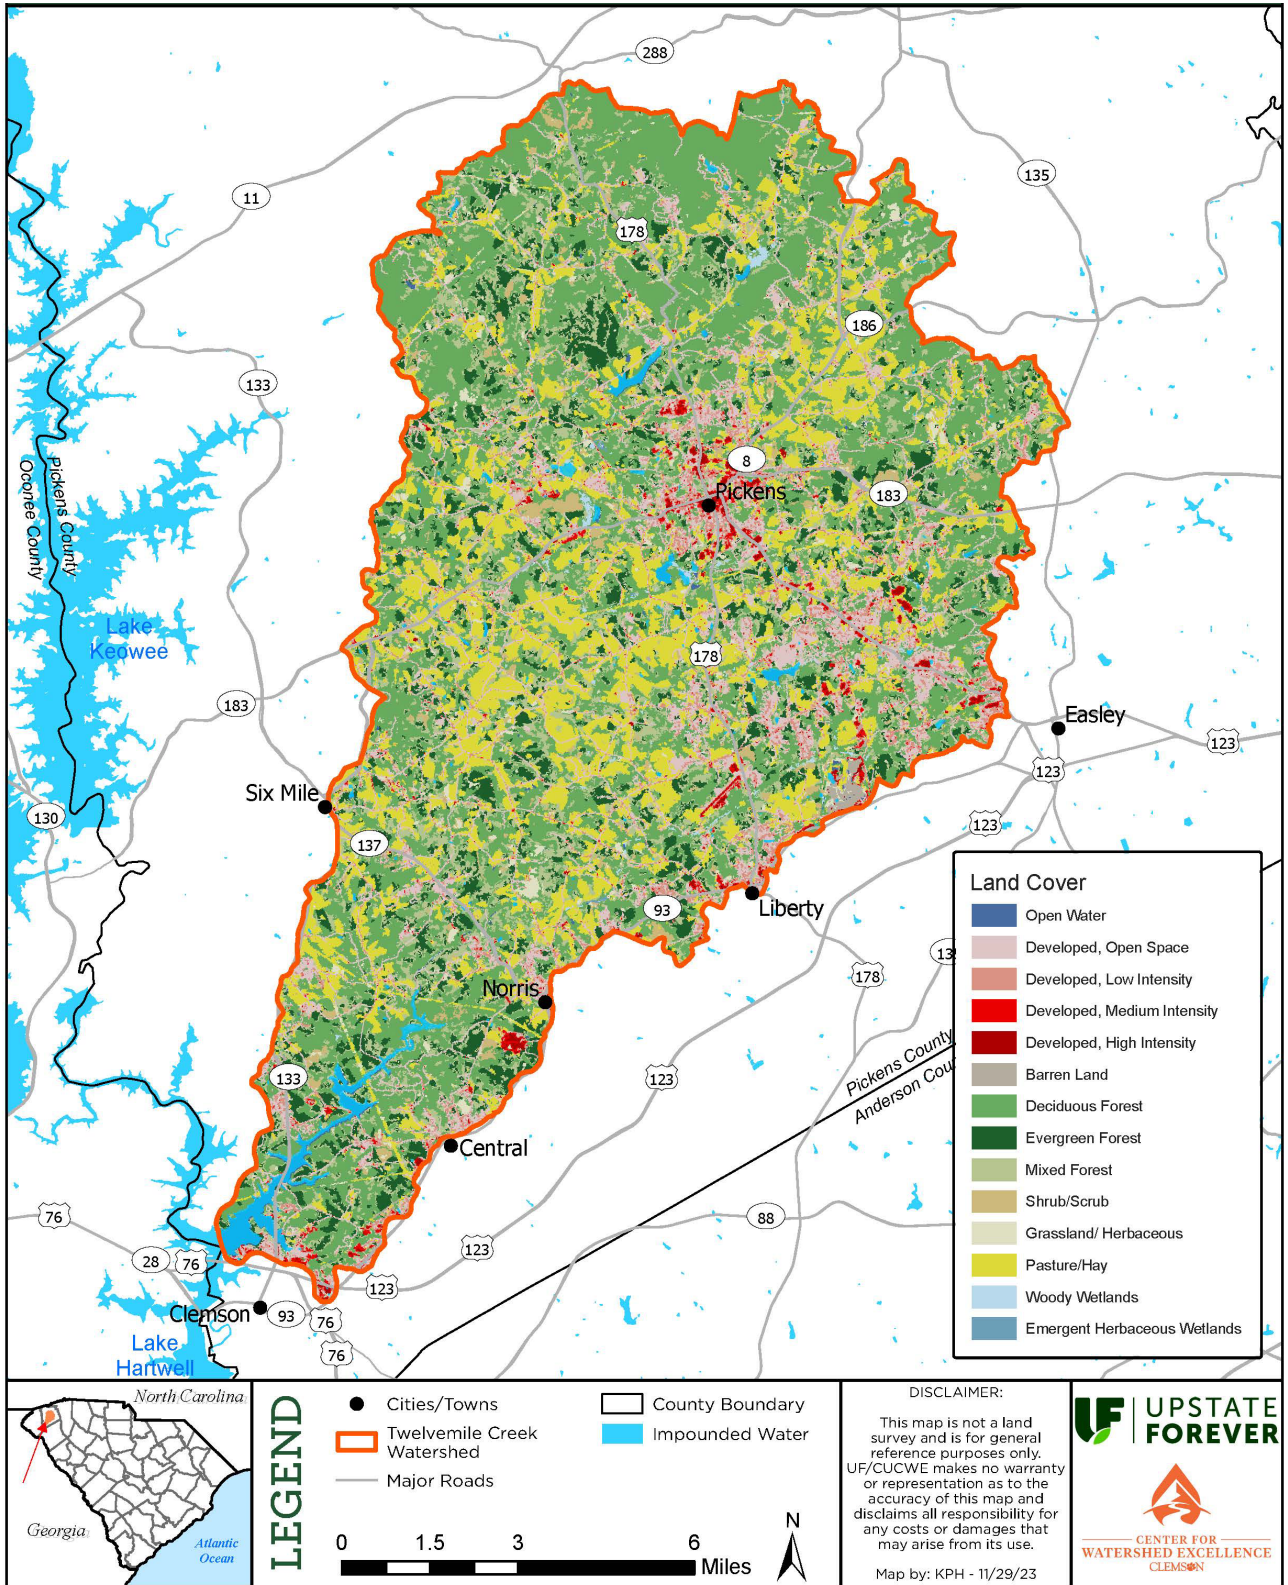 288
11
135
178
186
133
8
Pickens
183
Pickens County
Oconee County
Lake
Keowee
178
183
Easley
123
123
Six Mile
130
123
137
Liberty
93
178
Norris
133
123
Pickens County
Anderson Cou
Central
76
88
123
28
76
123
Clemson
93
76
76
Lake
Hartwell
Land Cover
Open Water
Developed, Open Space
Developed, Low Intensity
Developed, Medium Intensity
Developed, High Intensity
Barren Land
Deciduous Forest
Evergreen Forest
Mixed Forest
Shrub/Scrub
Grassland/ Herbaceous
Pasture/Hay
Woody Wetlands
Emergent Herbaceous Wetlands
North Carolina
Georgia
Atlantic
Ocean
LEGEND
Cities/Towns
Twelvemile Creek
Watershed
Major Roads
County Boundary
Impounded Water
0 1.5 3 6
Miles
N
DISCLAIMER:
This map is not a land
survey and is for general
reference purposes only.
UF/CUCWE makes no warranty
or representation as to the
accuracy of this map and
disclaims all responsibility for
any costs or damages that
may arise from its use.
Map by: KPH - 11/29/23
UF
UPSTATE
FOREVER
CENTER FOR
WATERSHED EXCELLENCE
CLEMSON